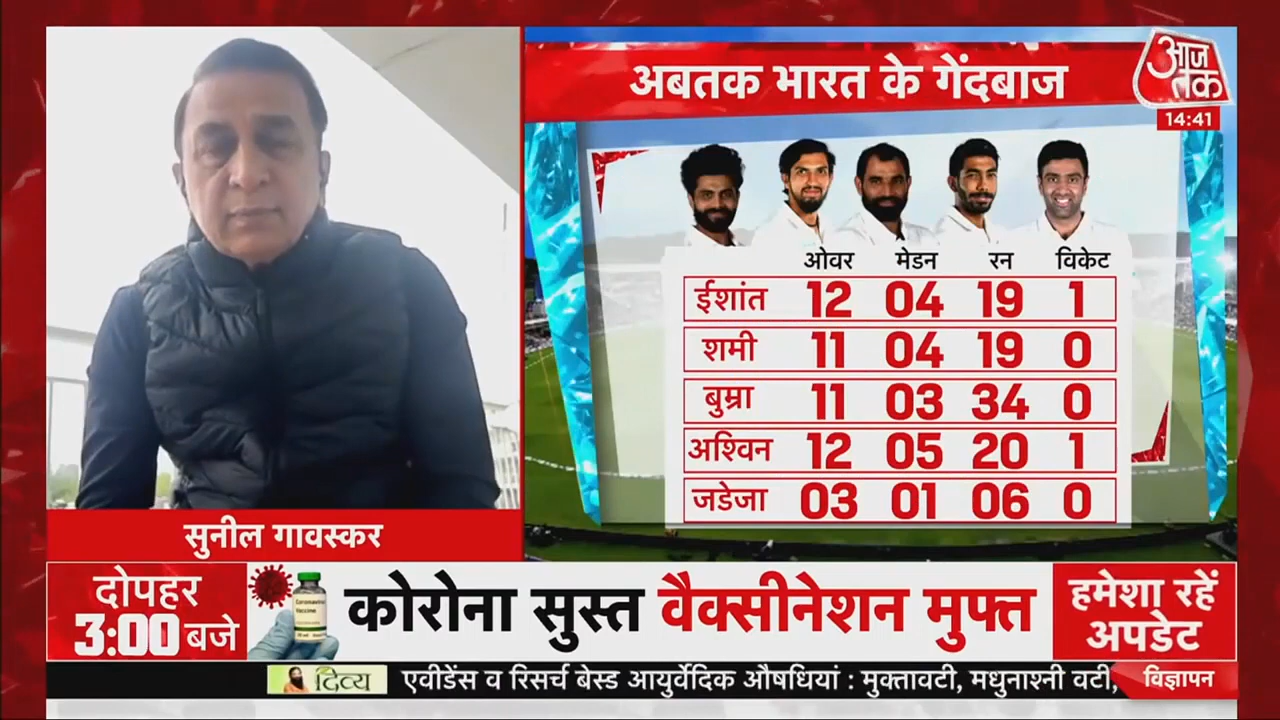 अबतक भारत के गेंदबाज
आज
तक
14:41
ओवर मेडन रन विकेट
ईशांत 12 04 19 1
शमी 11 04 19 0
बुम्रा 11 03 34 0
अश्विन 12 05 20 1
जडेजा 03 01 06 0
सुनील गावस्कर
दोपहर
3:00 बजे
Coronavirus
Vaccine
कोरोना सुस्त वैक्सीनेशन मुफ्त
हमेशा रहें
अपडेट
दिव्य
एवीडेंस व रिसर्च बेस्ड आयुर्वेदिक औषधियां : मुक्तावटी, मधुनाश्नी वटी,
विज्ञापन